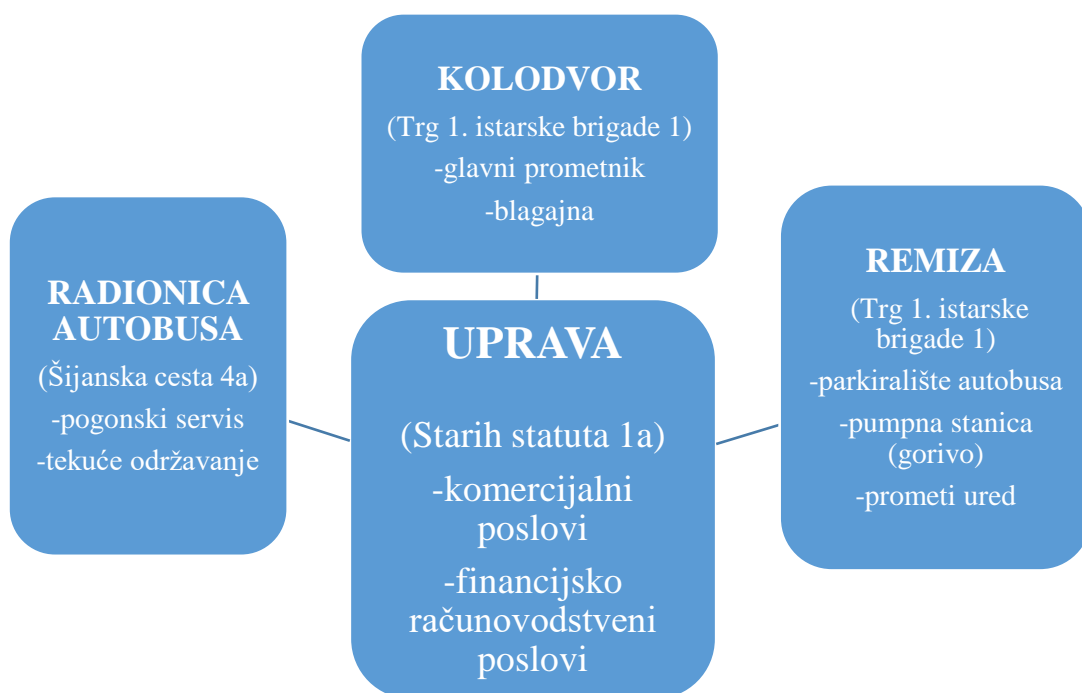 KOLODVOR
(Trg 1. istarske brigade 1)
-glavni prometnik
-blagajna
RADIONICA
AUTOBUSA
(Šijanska cesta 4a)
-pogonski servis
-tekuće održavanje
UPRAVA
(Starih statuta 1a)
-komercijalni
poslovi
-financijsko
računovodstveni
poslovi
REMIZA
(Trg 1. istarske
brigade 1)
-parkiralište autobusa
-pumpna stanica
(gorivo)
-prometi ured